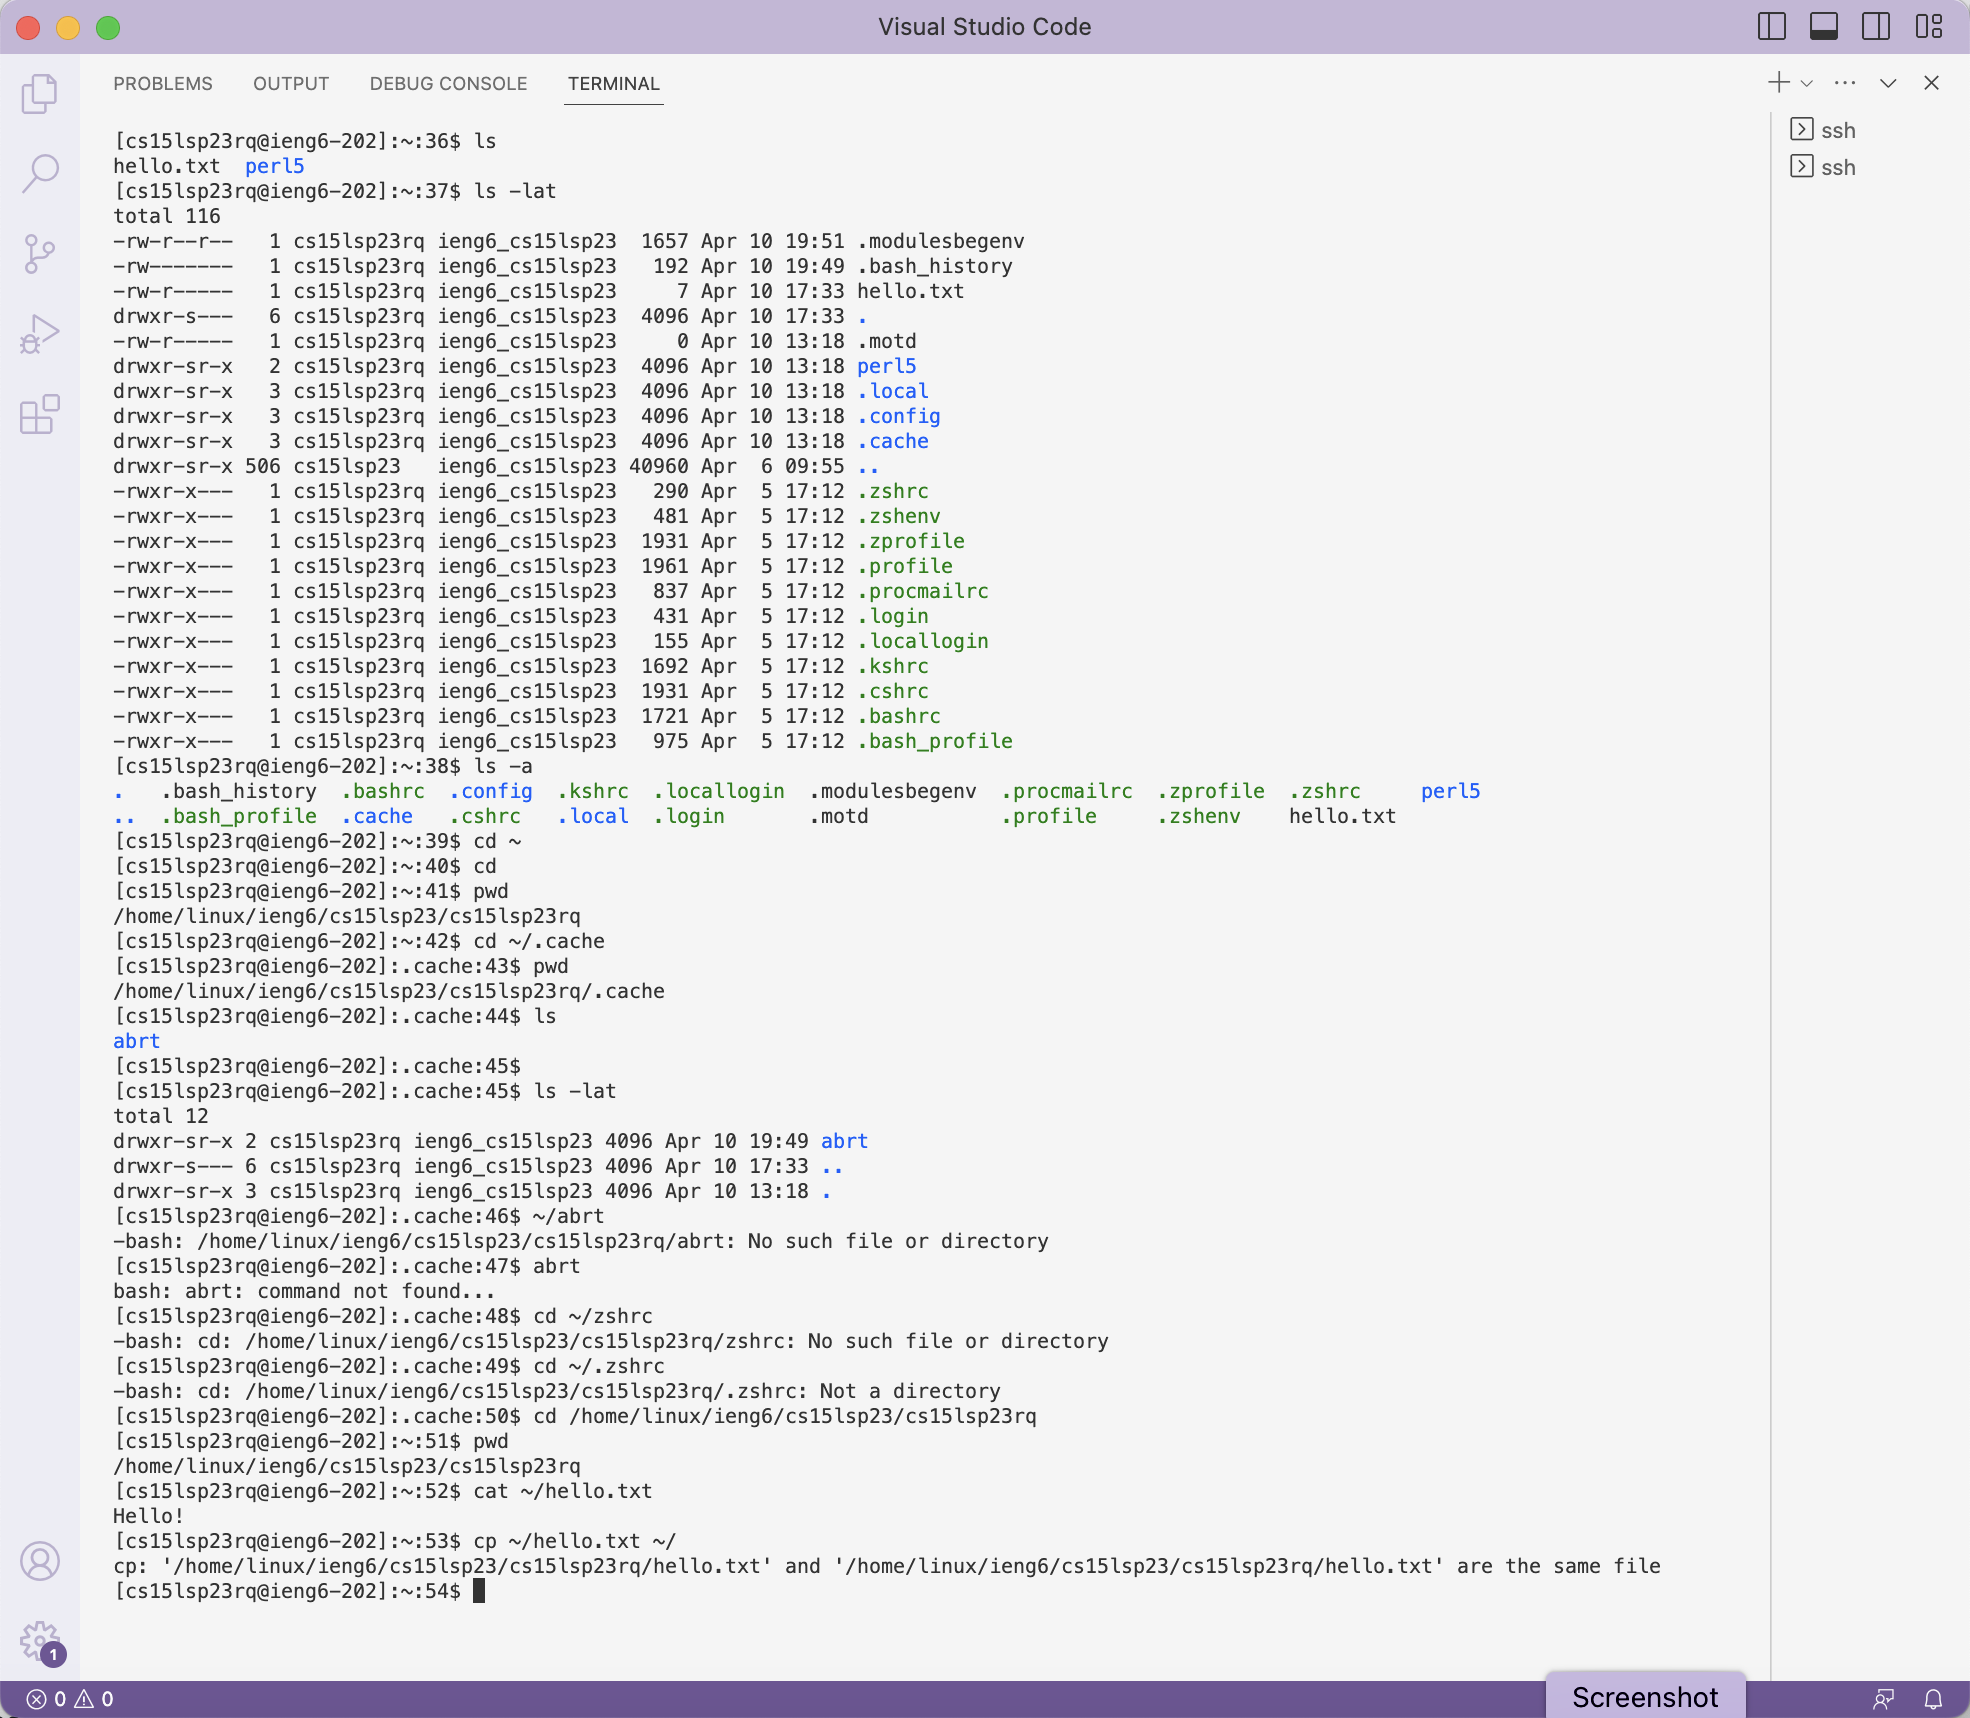 Visual Studio Code
PROBLEMS OUTPUT DEBUG CONSOLE TERMINAL
[cs15lsp23rq@ieng6-202]:~:36$ ls
hello.txt  perl5
[cs15lsp23rq@ieng6-202]:~:37$ ls -lat
total 116
-rw-r--r--   1 cs15lsp23rq ieng6_cs15lsp23  1657 Apr 10 19:51 .modulesbegenv
-rw-------   1 cs15lsp23rq ieng6_cs15lsp23   192 Apr 10 19:49 .bash_history
-rw-r-----   1 cs15lsp23rq ieng6_cs15lsp23     7 Apr 10 17:33 hello.txt
drwxr-s---   6 cs15lsp23rq ieng6_cs15lsp23  4096 Apr 10 17:33 .
-rw-r-----   1 cs15lsp23rq ieng6_cs15lsp23     0 Apr 10 13:18 .motd
drwxr-sr-x   2 cs15lsp23rq ieng6_cs15lsp23  4096 Apr 10 13:18 perl5
drwxr-sr-x   3 cs15lsp23rq ieng6_cs15lsp23  4096 Apr 10 13:18 .local
drwxr-sr-x   3 cs15lsp23rq ieng6_cs15lsp23  4096 Apr 10 13:18 .config
drwxr-sr-x   3 cs15lsp23rq ieng6_cs15lsp23  4096 Apr 10 13:18 .cache
drwxr-sr-x 506 cs15lsp23   ieng6_cs15lsp23 40960 Apr  6 09:55 ..
-rwxr-x---   1 cs15lsp23rq ieng6_cs15lsp23   290 Apr  5 17:12 .zshrc
-rwxr-x---   1 cs15lsp23rq ieng6_cs15lsp23   481 Apr  5 17:12 .zshenv
-rwxr-x---   1 cs15lsp23rq ieng6_cs15lsp23  1931 Apr  5 17:12 .zprofile
-rwxr-x---   1 cs15lsp23rq ieng6_cs15lsp23  1961 Apr  5 17:12 .profile
-rwxr-x---   1 cs15lsp23rq ieng6_cs15lsp23   837 Apr  5 17:12 .procmailrc
-rwxr-x---   1 cs15lsp23rq ieng6_cs15lsp23   431 Apr  5 17:12 .login
-rwxr-x---   1 cs15lsp23rq ieng6_cs15lsp23   155 Apr  5 17:12 .locallogin
-rwxr-x---   1 cs15lsp23rq ieng6_cs15lsp23  1692 Apr  5 17:12 .kshrc
-rwxr-x---   1 cs15lsp23rq ieng6_cs15lsp23  1931 Apr  5 17:12 .cshrc
-rwxr-x---   1 cs15lsp23rq ieng6_cs15lsp23  1721 Apr  5 17:12 .bashrc
-rwxr-x---   1 cs15lsp23rq ieng6_cs15lsp23   975 Apr  5 17:12 .bash_profile
[cs15lsp23rq@ieng6-202]:~:38$ ls -a
.   .bash_history  .bashrc  .config  .kshrc  .locallogin  .modulesbegenv  .procmailrc  .zprofile  .zshrc     perl5
..  .bash_profile  .cache   .cshrc   .local  .login       .motd           .profile     .zshenv    hello.txt
[cs15lsp23rq@ieng6-202]:~:39$ cd ~
[cs15lsp23rq@ieng6-202]:~:40$ cd
[cs15lsp23rq@ieng6-202]:~:41$ pwd
/home/linux/ieng6/cs15lsp23/cs15lsp23rq
[cs15lsp23rq@ieng6-202]:~:42$ cd ~/.cache
[cs15lsp23rq@ieng6-202]:.cache:43$ pwd
/home/linux/ieng6/cs15lsp23/cs15lsp23rq/.cache
[cs15lsp23rq@ieng6-202]:.cache:44$ ls
abrt
[cs15lsp23rq@ieng6-202]:.cache:45$
[cs15lsp23rq@ieng6-202]:.cache:45$ ls -lat
total 12
drwxr-sr-x 2 cs15lsp23rq ieng6_cs15lsp23 4096 Apr 10 19:49 abrt
drwxr-s--- 6 cs15lsp23rq ieng6_cs15lsp23 4096 Apr 10 17:33 ..
drwxr-sr-x 3 cs15lsp23rq ieng6_cs15lsp23 4096 Apr 10 13:18 .
[cs15lsp23rq@ieng6-202]:.cache:46$ ~/abrt
-bash: /home/linux/ieng6/cs15lsp23/cs15lsp23rq/abrt: No such file or directory
[cs15lsp23rq@ieng6-202]:.cache:47$ abrt
bash: abrt: command not found...
[cs15lsp23rq@ieng6-202]:.cache:48$ cd ~/zshrc
-bash: cd: /home/linux/ieng6/cs15lsp23/cs15lsp23rq/zshrc: No such file or directory
[cs15lsp23rq@ieng6-202]:.cache:49$ cd ~/.zshrc
-bash: cd: /home/linux/ieng6/cs15lsp23/cs15lsp23rq/.zshrc: Not a directory
[cs15lsp23rq@ieng6-202]:.cache:50$ cd /home/linux/ieng6/cs15lsp23/cs15lsp23rq
[cs15lsp23rq@ieng6-202]:~:51$ pwd
/home/linux/ieng6/cs15lsp23/cs15lsp23rq
[cs15lsp23rq@ieng6-202]:~:52$ cat ~/hello.txt
Hello!
[cs15lsp23rq@ieng6-202]:~:53$ cp ~/hello.txt ~/
cp: '/home/linux/ieng6/cs15lsp23/cs15lsp23rq/hello.txt' and '/home/linux/ieng6/cs15lsp23/cs15lsp23rq/hello.txt' are the same file
[cs15lsp23rq@ieng6-202]:~:54$
ssh
ssh
1
0 0
Screenshot